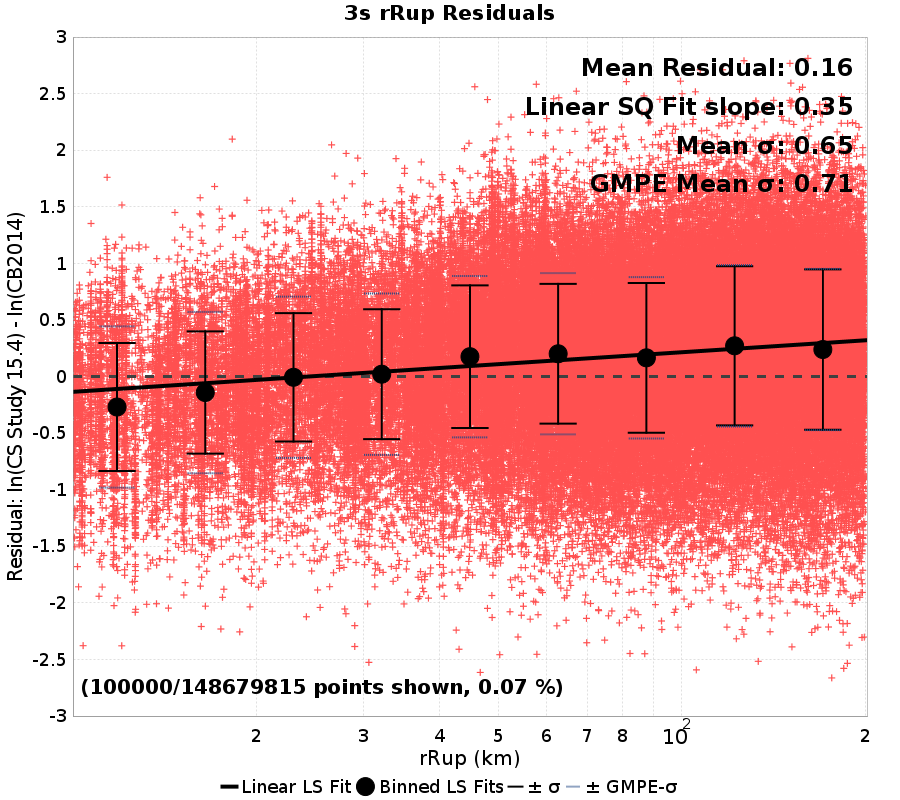 3s rRup Residuals
Mean Residual: 0.16
Linear SQ Fit slope: 0.35
Mean σ: 0.65
GMPE Mean σ: 0.71
Residual: ln(CS Study 15.4) - ln(CB2014)
3
2.5
2
1.5
1
0.5
0
-0.5
-1
-1.5
-2
-2.5
-3
(100000/148679815 points shown, 0.07 %)
2 3 4 5 6 7 8 10² 2
rRup (km)
Linear LS Fit Binned LS Fits ± σ ± GMPE-σ